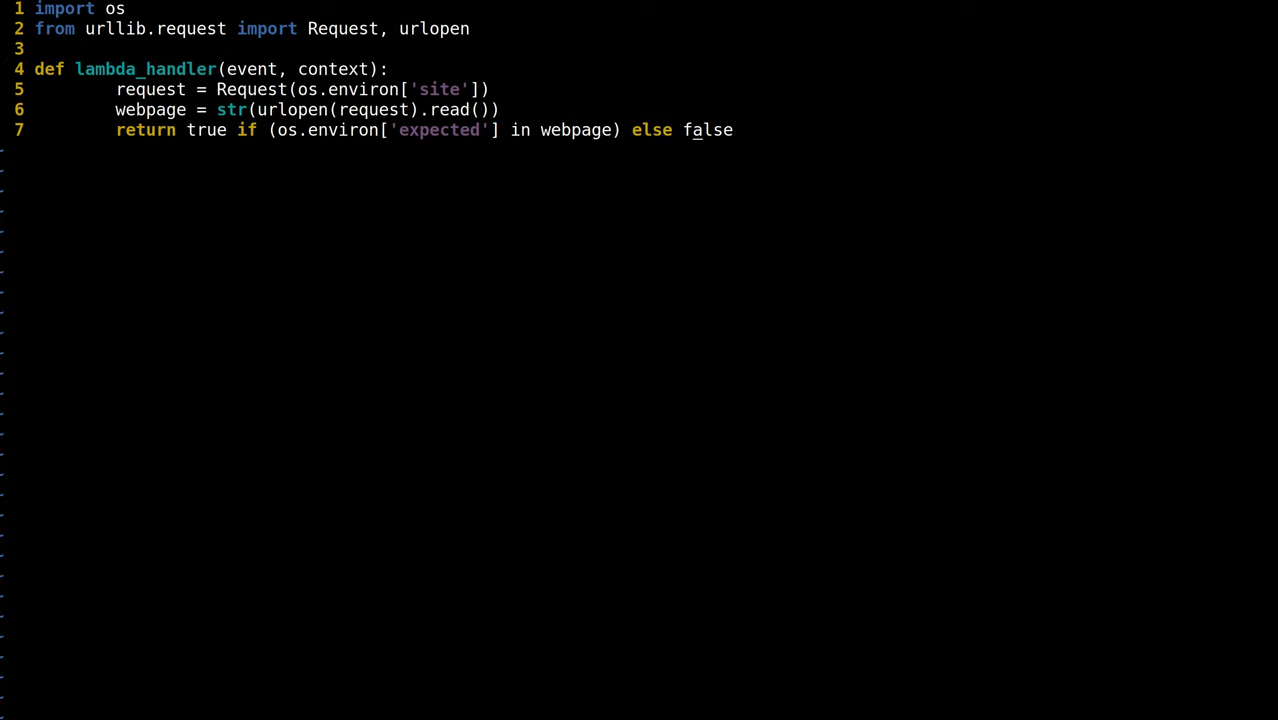 1 import os
2 from urllib.request import Request, urlopen
3
4 def lambda_handler(event, context):
5         request = Request(os.environ['site'])
6         webpage = str(urlopen(request).read())
7         return true if (os.environ['expected'] in webpage) else false